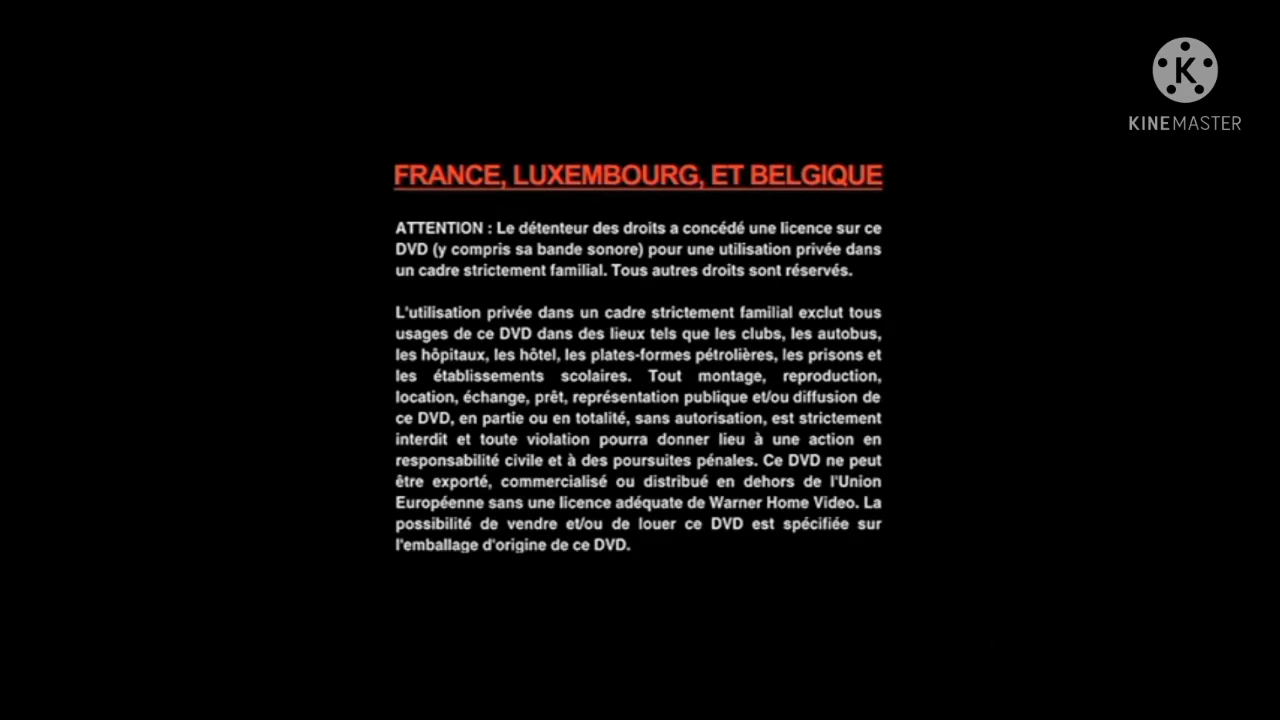 KINEMASTER
FRANCE, LUXEMBOURG, ET BELGIQUE
ATTENTION : Le détenteur des droits a concédé une licence sur ce
DVD (y compris sa bande sonore) pour une utilisation privée dans
un cadre strictement familial. Tous autres droits sont réservés.
L'utilisation privée dans un cadre strictement familial exclut tous
usages de ce DVD dans des lieux tels que les clubs, les autobus,
les hôpitaux, les hôtel, les plates-formes pétrolières, les prisons et
les établissements scolaires. Tout montage, reproduction,
location, échange, prêt, représentation publique et/ou diffusion de
ce DVD, en partie ou en totalité, sans autorisation, est strictement
interdit et toute violation pourra donner lieu à une action en
responsabilité civile et à des poursuites pénales. Ce DVD ne peut
être exporté, commercialisé ou distribué en dehors de l'Union
Européenne sans une licence adéquate de Warner Home Video. La
possibilité de vendre et/ou de louer ce DVD est spécifiée sur
l'emballage d'origine de ce DVD.